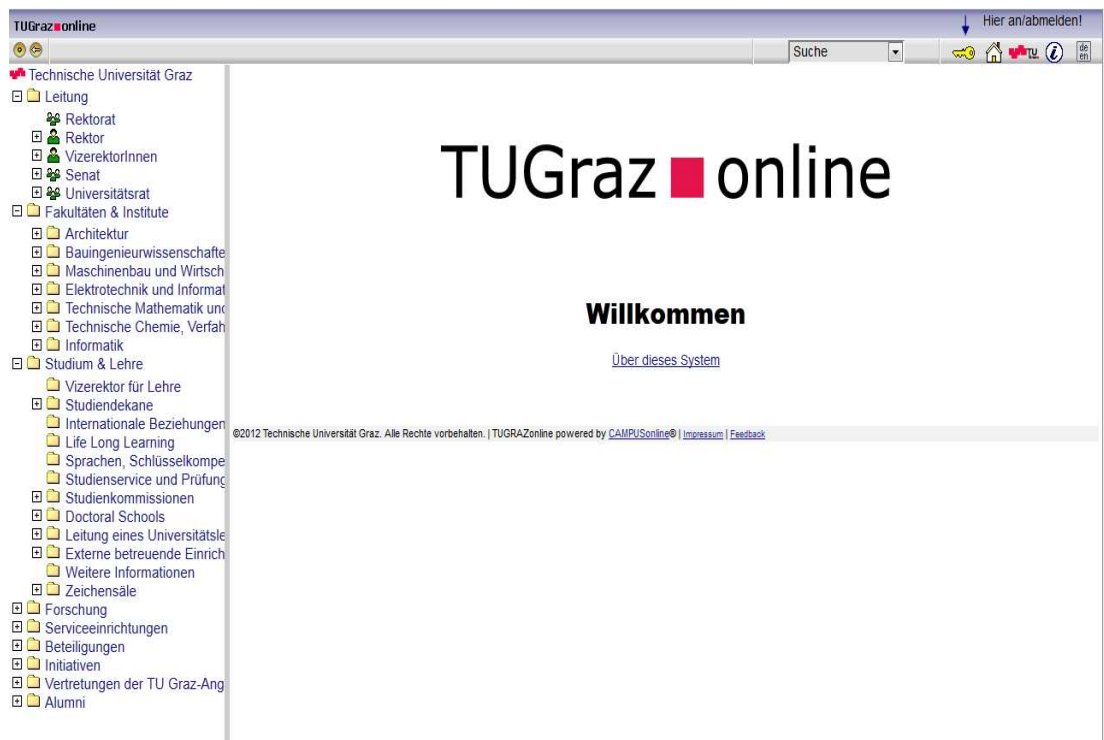 TUGraz online
Hier an/abmelden!
Suche
TU
de
en
Technische Universität Graz
Leitung
Rektorat
Rektor
VizerektorInnen
Senat
Universitätsrat
Fakultäten & Institute
Architektur
Bauingenieurwissenschafte
Maschinenbau und Wirtsch
Elektrotechnik und Informat
Technische Mathematik und
Technische Chemie, Verfah
Informatik
Studium & Lehre
Vizerektor für Lehre
Studiendekane
Internationale Beziehungen
Life Long Learning
Sprachen, Schlüsselkompe
Studienservice und Prüfung
Studienkommissionen
Doctoral Schools
Leitung eines Universitätsle
Externe betreuende Einrich
Weitere Informationen
Zeichensäle
Forschung
Serviceeinrichtungen
Beteiligungen
Initiativen
Vertretungen der TU Graz-Ang
Alumni
TUGraz online
Willkommen
Über dieses System
©2012 Technische Universität Graz. Alle Rechte vorbehalten. | TUGRAZonline powered by CAMPUSonline® | Impressum | Feedback